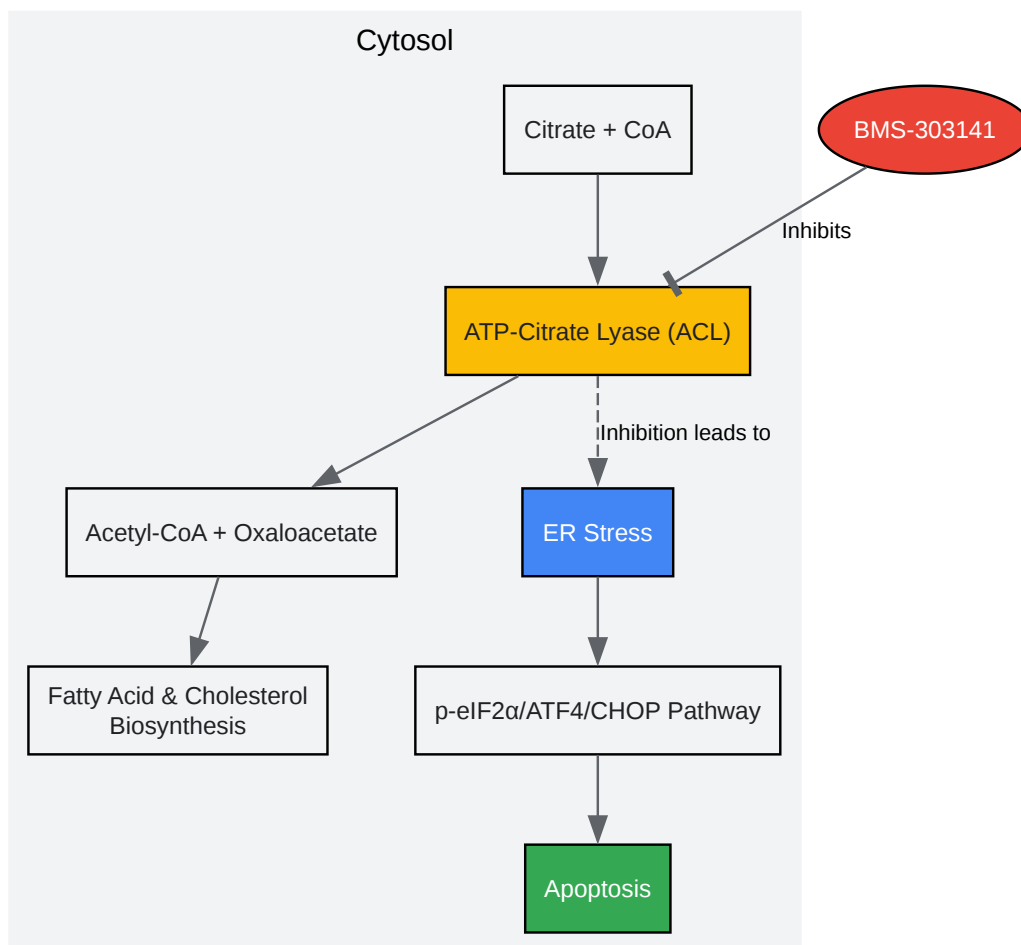 Cytosol
Citrate + CoA
BMS-303141
Inhibits
ATP-Citrate Lyase (ACL)
Inhibition leads to
Acetyl-CoA + Oxaloacetate
ER Stress
Fatty Acid & Cholesterol
Biosynthesis
p-eIF2α/ATF4/CHOP Pathway
Apoptosis